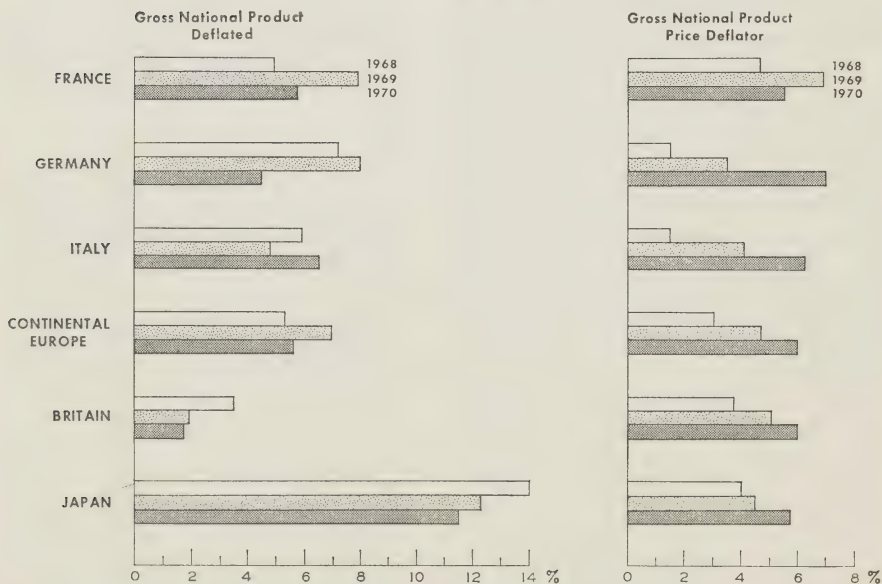 Gross National Product
Deflated
Gross National Product
Price Deflator
FRANCE
1968
1969
1970
1968
1969
1970
GERMANY
ITALY
CONTINENTAL
EUROPE
BRITAIN
JAPAN
0 2 4 6 8 10 12 14 %
0 2 4 6 8 %